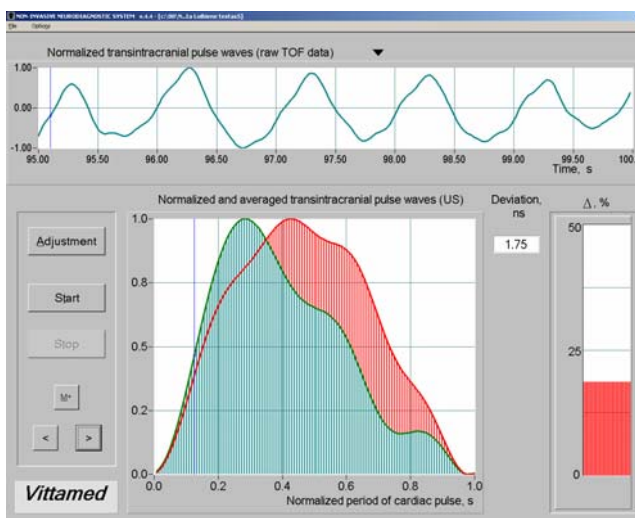 NON-INVASIVE NEURODIAGNOSTIC SYSTEM
File Options
Normalized transintracranial pulse waves (raw TOF data)
1.00
0.00
-1.00
95.00 95.50 96.00 96.50 97.00 97.50 98.00 98.50 99.00 99.50 100.
Time, s
Normalized and averaged transintracranial pulse waves (US)
Deviation, ns
1.75
Δ, %
50
25
0
Adjustment
Start
Stop
M+
< >
Vittamed
1.0
0.8
0.5
0.2
0.0
0.0 0.2 0.4 0.6 0.8 1.0
Normalized period of cardiac pulse, s